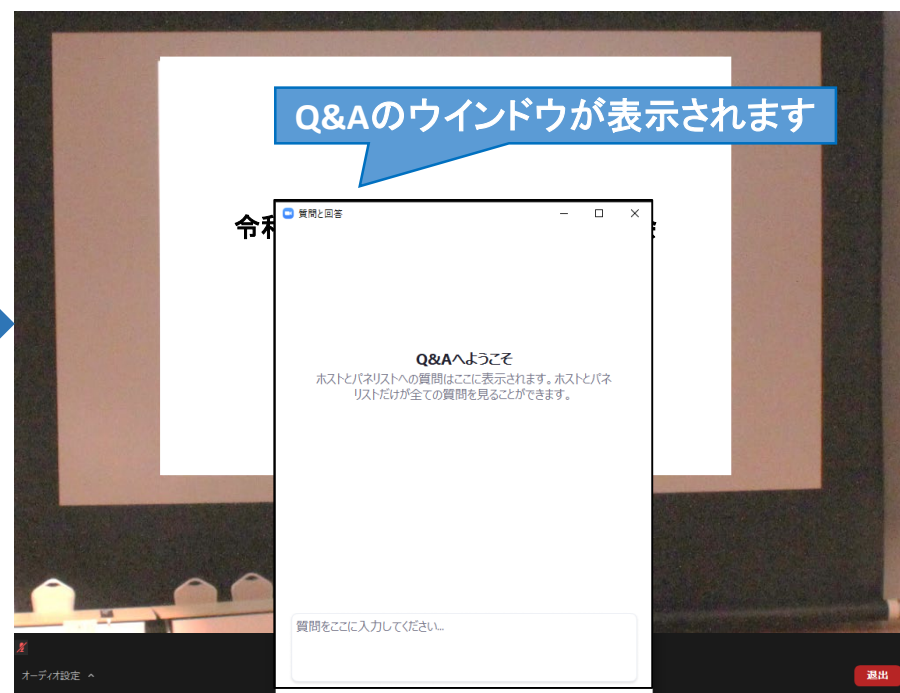 Q&Aのウインドウが表示されます
質問と回答
令和
Q&Aへようこそ
ホストとパネリストへの質問はここに表示されます。ホストとパネ
リストだけが全ての質問を見ることができます。
質問をここに入力してください...
オーディオ設定
退出